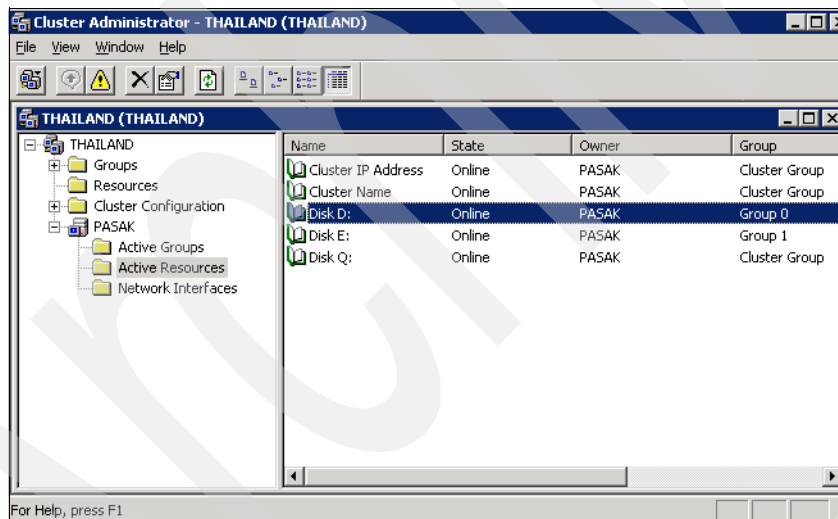 Cluster Administrator - THAILAND (THAILAND)
File View Window Help
THAILAND (THAILAND)
THAILAND
Groups
Resources
Cluster Configuration
PASAK
Active Groups
Active Resources
Network Interfaces
Name State Owner Group
Cluster IP Address Online PASAK Cluster Group
Cluster Name Online PASAK Cluster Group
Disk D: Online PASAK Group 0
Disk E: Online PASAK Group 1
Disk Q: Online PASAK Cluster Group
For Help, press F1